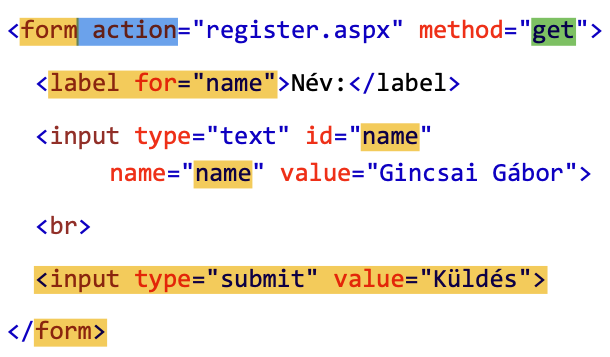 <form action="register.aspx" method="get">
<label for="name">Név:</label>
<input type="text" id="name"
name="name" value="Gincsai Gábor">
<br>
<input type="submit" value="Küldés">
</form>